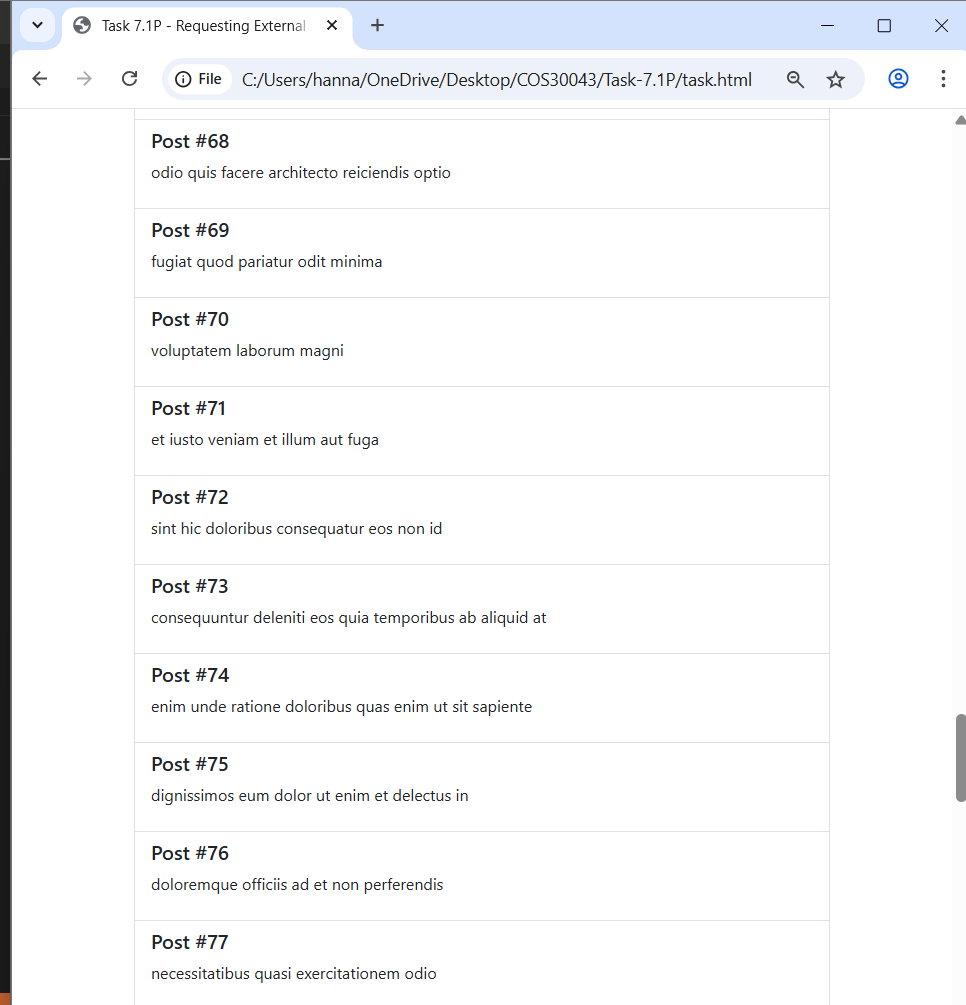 Task 7.1P - Requesting External
File
C:/Users/hanna/OneDrive/Desktop/COS30043/Task-7.1P/task.html
Post #68
odio quis facere architecto reiciendis optio
Post #69
fugiat quod pariatur odit minima
Post #70
voluptatem laborum magni
Post #71
et iusto veniam et illum aut fuga
Post #72
sint hic doloribus consequatur eos non id
Post #73
consequuntur deleniti eos quia temporibus ab aliquid at
Post #74
enim unde ratione doloribus quas enim ut sit sapiente
Post #75
dignissimos eum dolor ut enim et delectus in
Post #76
doloremque officiis ad et non perferendis
Post #77
necessitatibus quasi exercitationem odio